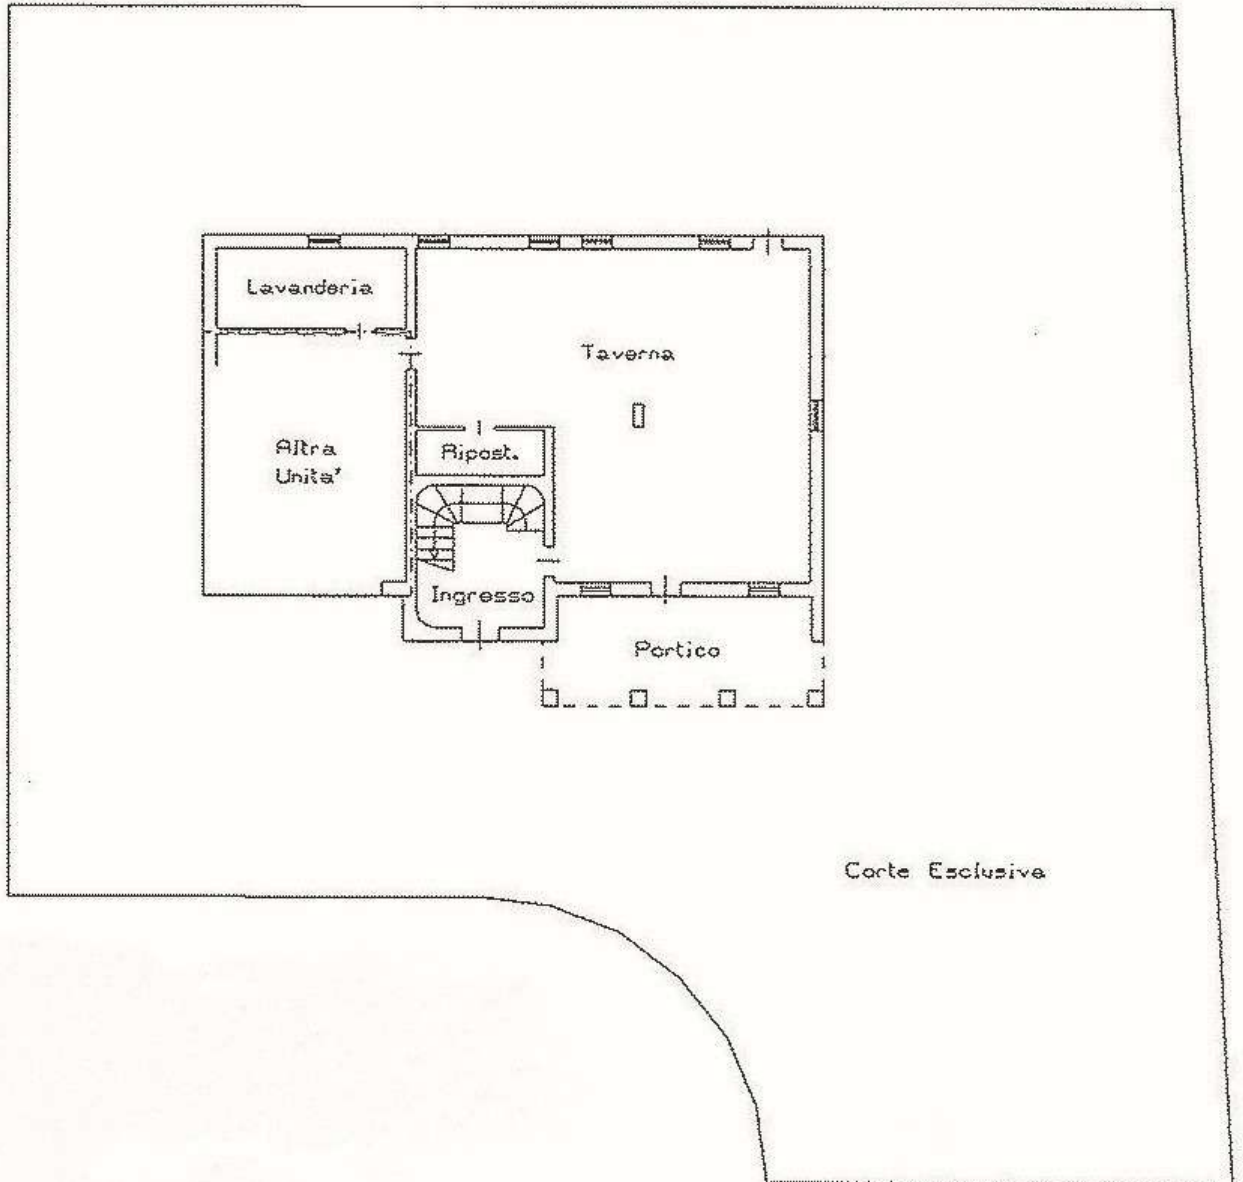 Lavanderia
Taverna
Altra
Unita'
Ripost.
Ingresso
Portico
Corte Esclusiva